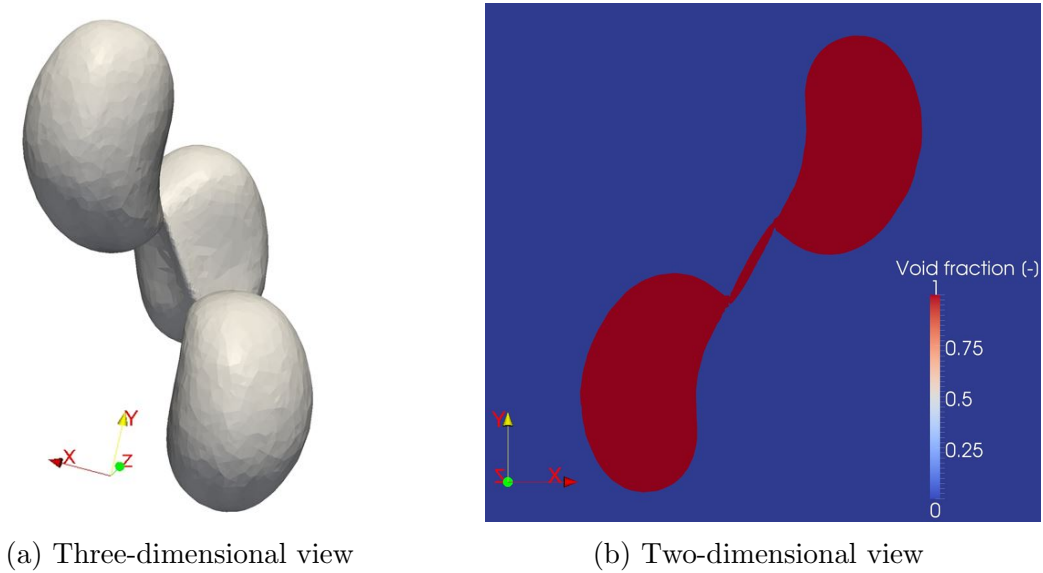 Y
X
Z
(a) Three-dimensional view
Void fraction (-)
1
0.75
0.5
0.25
0
Y
Z
X
(b) Two-dimensional view